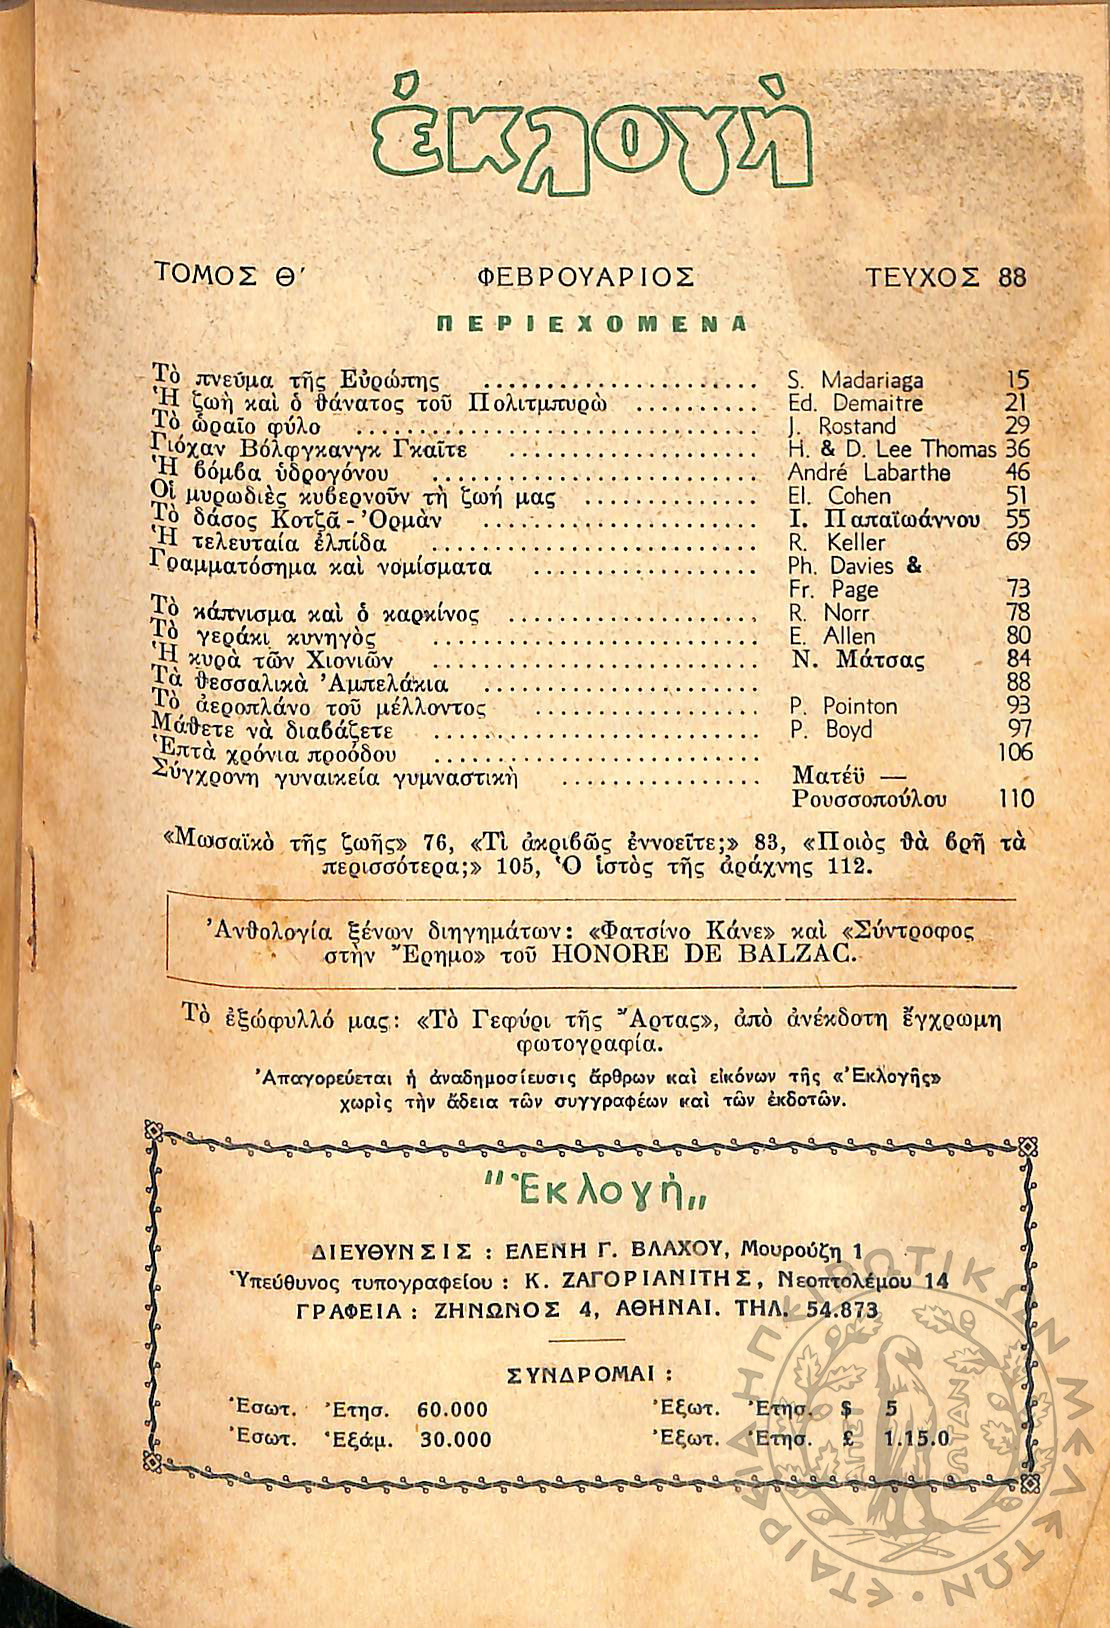 ἐκλογὴ
ΤΟΜΟΣ Θ΄ ΦΕΒΡΟΥΑΡΙΟΣ ΤΕΥΧΟΣ 88
ΠΕΡΙΕΧΟΜΕΝΑ
Τὸ πνεύμα τῆς Εὐρώπης ...................... S. Madariaga 15
Ἡ ζωὴ καὶ ὁ θάνατος τοῦ Πολιτμπυρὼ .......... Ed. Demaitre 21
Τὸ ὡραῖο φύλο ................................ J. Rostand 29
Γιόχαν Βόλφγκανγκ Γκαῖτε .................... H. & D. Lee Thomas 36
Ἡ βόμβα ὑδρογόνου .......................... André Labarthe 46
Οἱ μυρωδιὲς κυβερνοῦν τὴ ζωή μας .............. El. Cohen 51
Τὸ δάσος Κοτζᾶ - Ὀρμὰν ...................... Ι. Παπαϊωάννου 55
Ἡ τελευταία ἐλπίδα .......................... R. Keller 69
Γραμματόσημα καὶ νομίσματα .................. Ph. Davies &
Fr. Page 73
Τὸ κάπνισμα καὶ ὁ καρκίνος .................... R. Norr 78
Τὸ γεράκι κυνηγὸς .......................... E. Allen 80
Ἡ κυρὰ τῶν Χιονιῶν .......................... Ν. Μάτσας 84
Τὰ θεσσαλικὰ Ἀμπελάκια ...................... 88
Τὸ ἀεροπλάνο τοῦ μέλλοντος .................. P. Pointon 93
Μάθετε νὰ διαβάζετε .......................... P. Boyd 97
Ἑπτὰ χρόνια προόδου .......................... 106
Σύγχρονη γυναικεία γυμναστικὴ ................ Ματέϋ —
Ρουσσοπούλου 110
«Μωσαϊκὸ τῆς ζωῆς» 76, «Τὶ ἀκριβῶς ἐννοεῖτε;» 83, «Ποιὸς θὰ βρῆ τὰ
περισσότερα;» 105, Ὁ ἱστὸς τῆς ἀράχνης 112.
Ἀνθολογία ξένων διηγημάτων: «Φατσίνο Κάνε» καὶ «Σύντροφος
στὴν Ἔρημο» τοῦ HONORE DE BALZAC.
Τὸ ἐξώφυλλό μας: «Τὸ Γεφύρι τῆς Ἄρτας», ἀπὸ ἀνέκδοτη ἔγχρωμη
φωτογραφία.
Ἀπαγορεύεται ἡ ἀναδημοσίευσις ἄρθρων καὶ εἰκόνων τῆς «Ἐκλογῆς»
χωρὶς τὴν ἄδεια τῶν συγγραφέων καὶ τῶν ἐκδοτῶν.
"Ἐκλογὴ"
ΔΙΕΥΘΥΝΣΙΣ : ΕΛΕΝΗ Γ. ΒΛΑΧΟΥ, Μουρούζη 1
Ὑπεύθυνος τυπογραφείου : Κ. ΖΑΓΟΡΙΑΝΙΤΗΣ, Νεοπτολέμου 14
ΓΡΑΦΕΙΑ : ΖΗΝΩΝΟΣ 4, ΑΘΗΝΑΙ. ΤΗΛ. 54.873
ΣΥΝΔΡΟΜΑΙ :
Ἐσωτ. Ἐτησ. 60.000 Ἐξωτ. Ἐτησ. $ 5
Ἐσωτ. Ἑξάμ. 30.000 Ἐξωτ. Ἐτησ. £ 1.15.0
ΕΤΑΙΡΕΙΑ ΗΠΕΙΡΩΤΙΚΩΝ ΜΕΛΕΤΩΝ